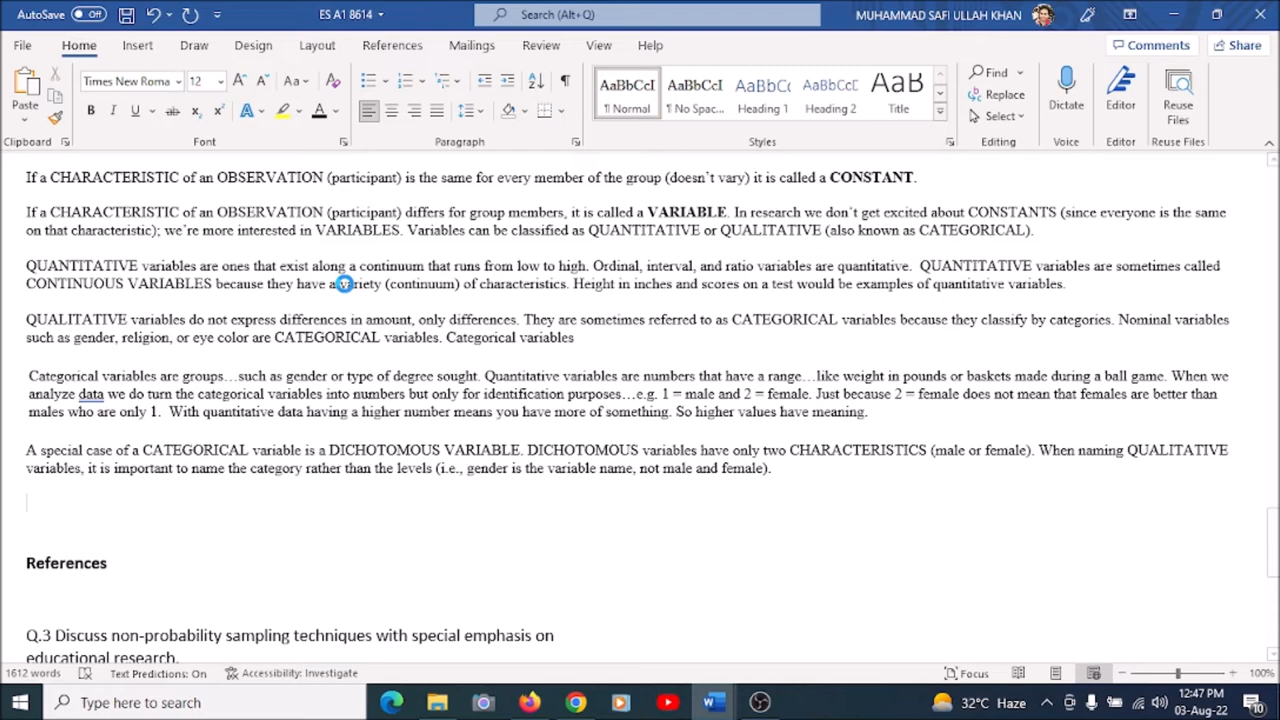 AutoSave Off ES A1 8614 Search (Alt+Q) MUHAMMAD SAFI ULLAH KHAN
File Home Insert Draw Design Layout References Mailings Review View Help Comments Share
Times New Roma 12 Aa AaBbCcI AaBbCcI AaBbCc AaBbCcD AaB Find
Paste ¶ Normal ¶ No Spac... Heading 1 Heading 2 Title Replace Dictate Editor Reuse Files
B I U ab x₂ x² A A Select
Clipboard Font Paragraph Styles Editing Voice Editor Reuse Files
If a CHARACTERISTIC of an OBSERVATION (participant) is the same for every member of the group (doesn't vary) it is called a CONSTANT.
If a CHARACTERISTIC of an OBSERVATION (participant) differs for group members, it is called a VARIABLE. In research we don't get excited about CONSTANTS (since everyone is the same
on that characteristic); we're more interested in VARIABLES. Variables can be classified as QUANTITATIVE or QUALITATIVE (also known as CATEGORICAL).
QUANTITATIVE variables are ones that exist along a continuum that runs from low to high. Ordinal, interval, and ratio variables are quantitative. QUANTITATIVE variables are sometimes called
CONTINUOUS VARIABLES because they have a variety (continuum) of characteristics. Height in inches and scores on a test would be examples of quantitative variables.
QUALITATIVE variables do not express differences in amount, only differences. They are sometimes referred to as CATEGORICAL variables because they classify by categories. Nominal variables
such as gender, religion, or eye color are CATEGORICAL variables. Categorical variables
Categorical variables are groups…such as gender or type of degree sought. Quantitative variables are numbers that have a range…like weight in pounds or baskets made during a ball game. When we
analyze data we do turn the categorical variables into numbers but only for identification purposes…e.g. 1 = male and 2 = female. Just because 2 = female does not mean that females are better than
males who are only 1. With quantitative data having a higher number means you have more of something. So higher values have meaning.
A special case of a CATEGORICAL variable is a DICHOTOMOUS VARIABLE. DICHOTOMOUS variables have only two CHARACTERISTICS (male or female). When naming QUALITATIVE
variables, it is important to name the category rather than the levels (i.e., gender is the variable name, not male and female).
References
Q.3 Discuss non-probability sampling techniques with special emphasis on
educational research.
1612 words Text Predictions: On Accessibility: Investigate Focus 100%
Type here to search 32°C Haze 12:47 PM
03-Aug-22 10